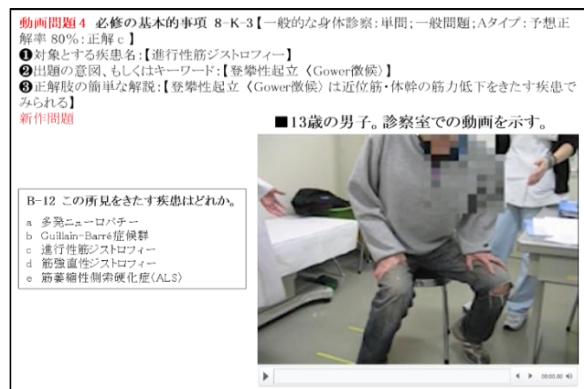 動画問題4 必修の基本的事項 8-K-3【一般的な身体診察：単問；一般問題；Aタイプ：予想正
解率 80%：正解 c】
❶対象とする疾患名：【進行性筋ジストロフィー】
❷出題の意図、もしくはキーワード：【登攀性起立〈Gower徴候〉】
❸正解肢の簡単な解説：【登攀性起立〈Gower徴候〉は近位筋・体幹の筋力低下をきたす疾患で
みられる】
新作問題
■13歳の男子。診察室での動画を示す。
B-12 この所見をきたす疾患はどれか。
a 多発ニューロパチー
b Guillain-Barré症候群
c 進行性筋ジストロフィー
d 筋強直性ジストロフィー
e 筋萎縮性側索硬化症(ALS)
00:00.00